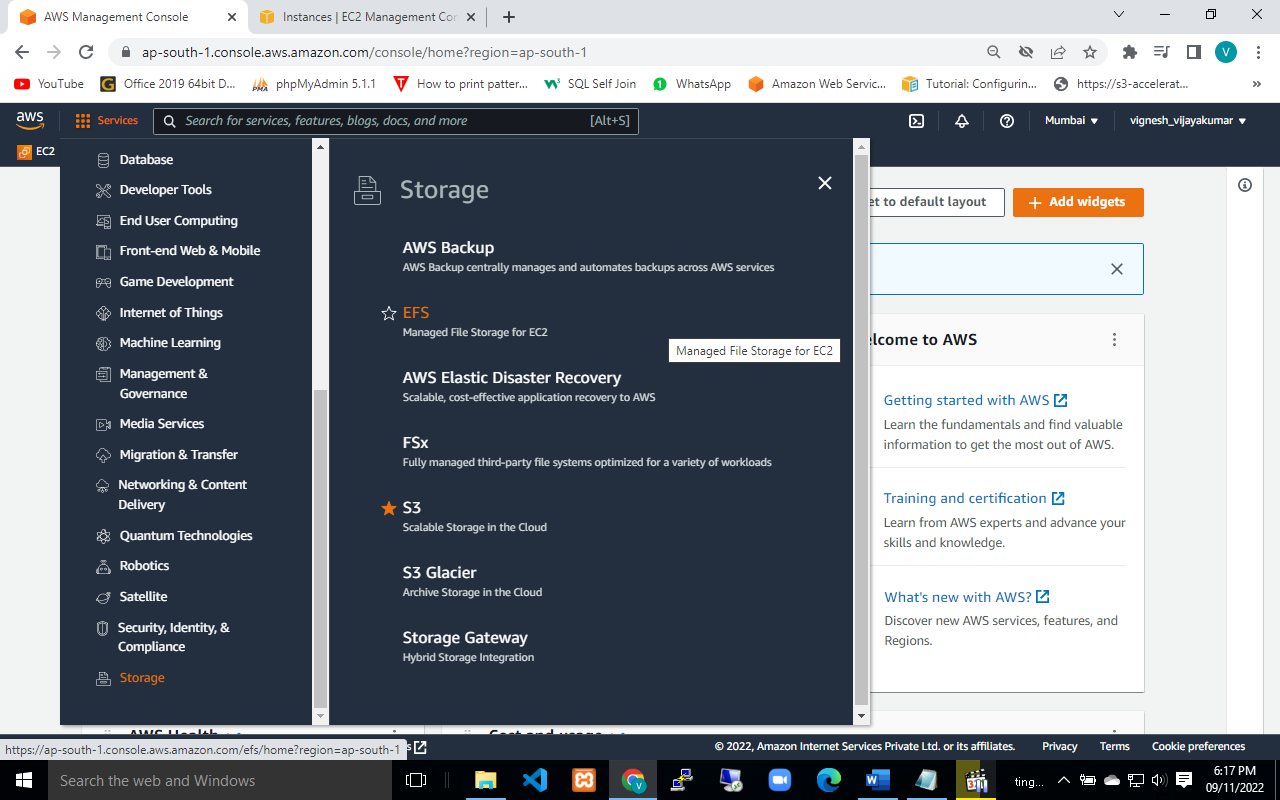 AWS Management Console
Instances | EC2 Management Con
ap-south-1.console.aws.amazon.com/console/home?region=ap-south-1
V
YouTube
Office 2019 64bit D...
phpMyAdmin 5.1.1
How to print patter...
SQL Self Join
WhatsApp
Amazon Web Servic...
Tutorial: Configurin...
https://s3-accelerat...
aws
Services
Search for services, features, blogs, docs, and more
[Alt+S]
Mumbai
vignesh_vijayakumar
EC2
Database
Developer Tools
End User Computing
Front-end Web & Mobile
Game Development
Internet of Things
Machine Learning
Management &
Governance
Media Services
Migration & Transfer
Networking & Content
Delivery
Quantum Technologies
Robotics
Satellite
Security, Identity, &
Compliance
Storage
Storage
AWS Backup
AWS Backup centrally manages and automates backups across AWS services
EFS
Managed File Storage for EC2
Managed File Storage for EC2
AWS Elastic Disaster Recovery
Scalable, cost-effective application recovery to AWS
FSx
Fully managed third-party file systems optimized for a variety of workloads
S3
Scalable Storage in the Cloud
S3 Glacier
Archive Storage in the Cloud
Storage Gateway
Hybrid Storage Integration
et to default layout
Add widgets
elcome to AWS
Getting started with AWS
Learn the fundamentals and find valuable
information to get the most out of AWS.
Training and certification
Learn from AWS experts and advance your
skills and knowledge.
What's new with AWS?
Discover new AWS services, features, and
Regions.
AWS Health
Cost and usage
https://ap-south-1.console.aws.amazon.com/efs/home?region=ap-south-1
© 2022, Amazon Internet Services Private Ltd. or its affiliates.
Privacy
Terms
Cookie preferences
Search the web and Windows
ting...
6:17 PM
09/11/2022